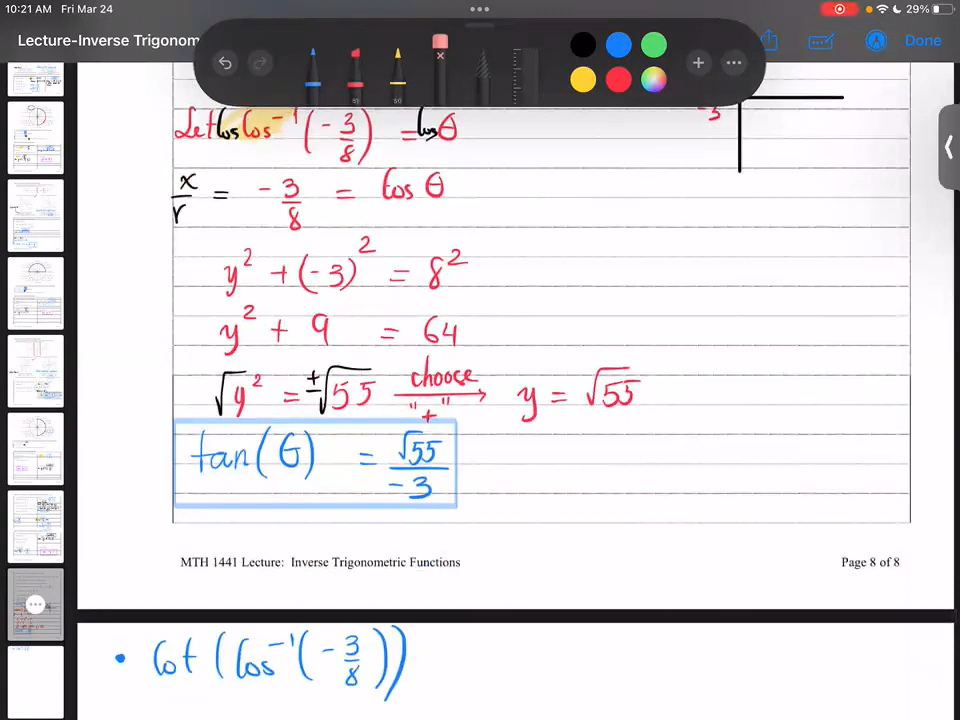 10:21 AM Fri Mar 24
29%
Lecture-Inverse Trigonom
Done
-3
Let cos cos⁻¹(-3/8) = cos θ
x/r = -3/8 = cos θ
y² + (-3)² = 8²
y² + 9 = 64
√y² = ±√55 choose "+" → y = √55
tan(θ) = √55/-3
MTH 1441 Lecture: Inverse Trigonometric Functions
Page 8 of 8
• cot(cos⁻¹(-3/8))